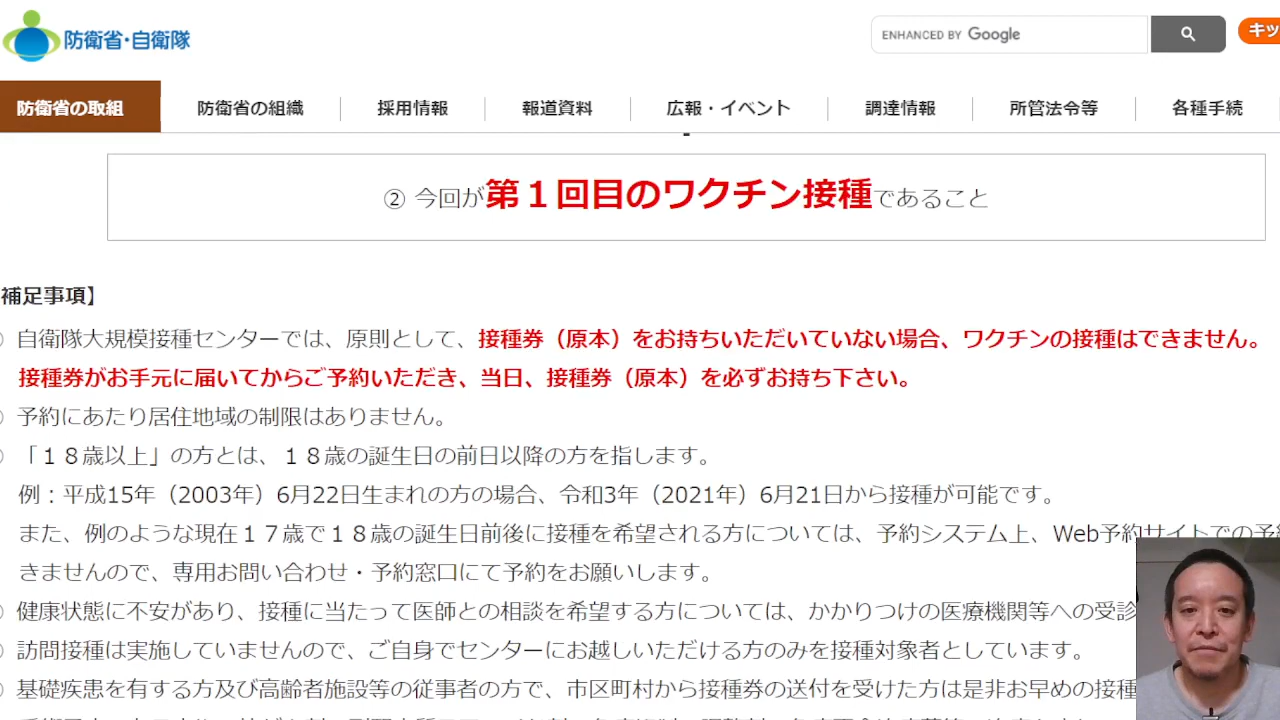 防衛省・自衛隊
ENHANCED BY Google
キッ
防衛省の取組 防衛省の組織 採用情報 報道資料 広報・イベント 調達情報 所管法令等 各種手続
② 今回が第１回目のワクチン接種であること
補足事項】
自衛隊大規模接種センターでは、原則として、接種券（原本）をお持ちいただいていない場合、ワクチンの接種はできません。
接種券がお手元に届いてからご予約いただき、当日、接種券（原本）を必ずお持ち下さい。
予約にあたり居住地域の制限はありません。
「１８歳以上」の方とは、１８歳の誕生日の前日以降の方を指します。
例：平成15年（2003年）6月22日生まれの方の場合、令和3年（2021年）6月21日から接種が可能です。
また、例のような現在１７歳で１８歳の誕生日前後に接種を希望される方については、予約システム上、Web予約サイトでの予約
きませんので、専用お問い合わせ・予約窓口にて予約をお願いします。
健康状態に不安があり、接種に当たって医師との相談を希望する方については、かかりつけの医療機関等への受診
訪問接種は実施していませんので、ご自身でセンターにお越しいただける方のみを接種対象者としています。
基礎疾患を有する方及び高齢者施設等の従事者の方で、市区町村から接種券の送付を受けた方は是非お早めの接種